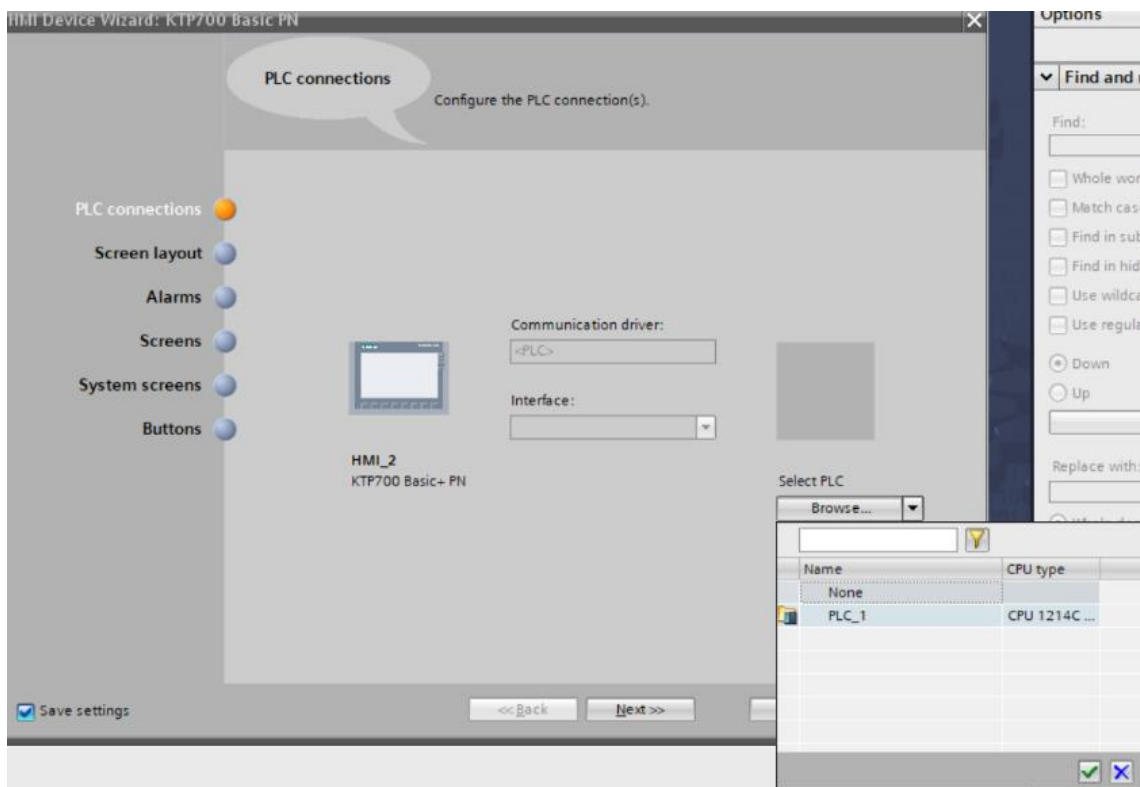 HMI Device Wizard: KTP700 Basic PN
Options
PLC connections
Configure the PLC connection(s).
Find and
Find:
Whole wor
Match cas
Find in sub
Find in hid
Use wildca
Use regula
Down
Up
Replace with:
PLC connections
Screen layout
Alarms
Screens
System screens
Buttons
Communication driver:
<PLC>
Interface:
HMI_2
KTP700 Basic+ PN
Select PLC
Browse...
Name CPU type
None
PLC_1 CPU 1214C ...
Save settings
<< Back
Next >>